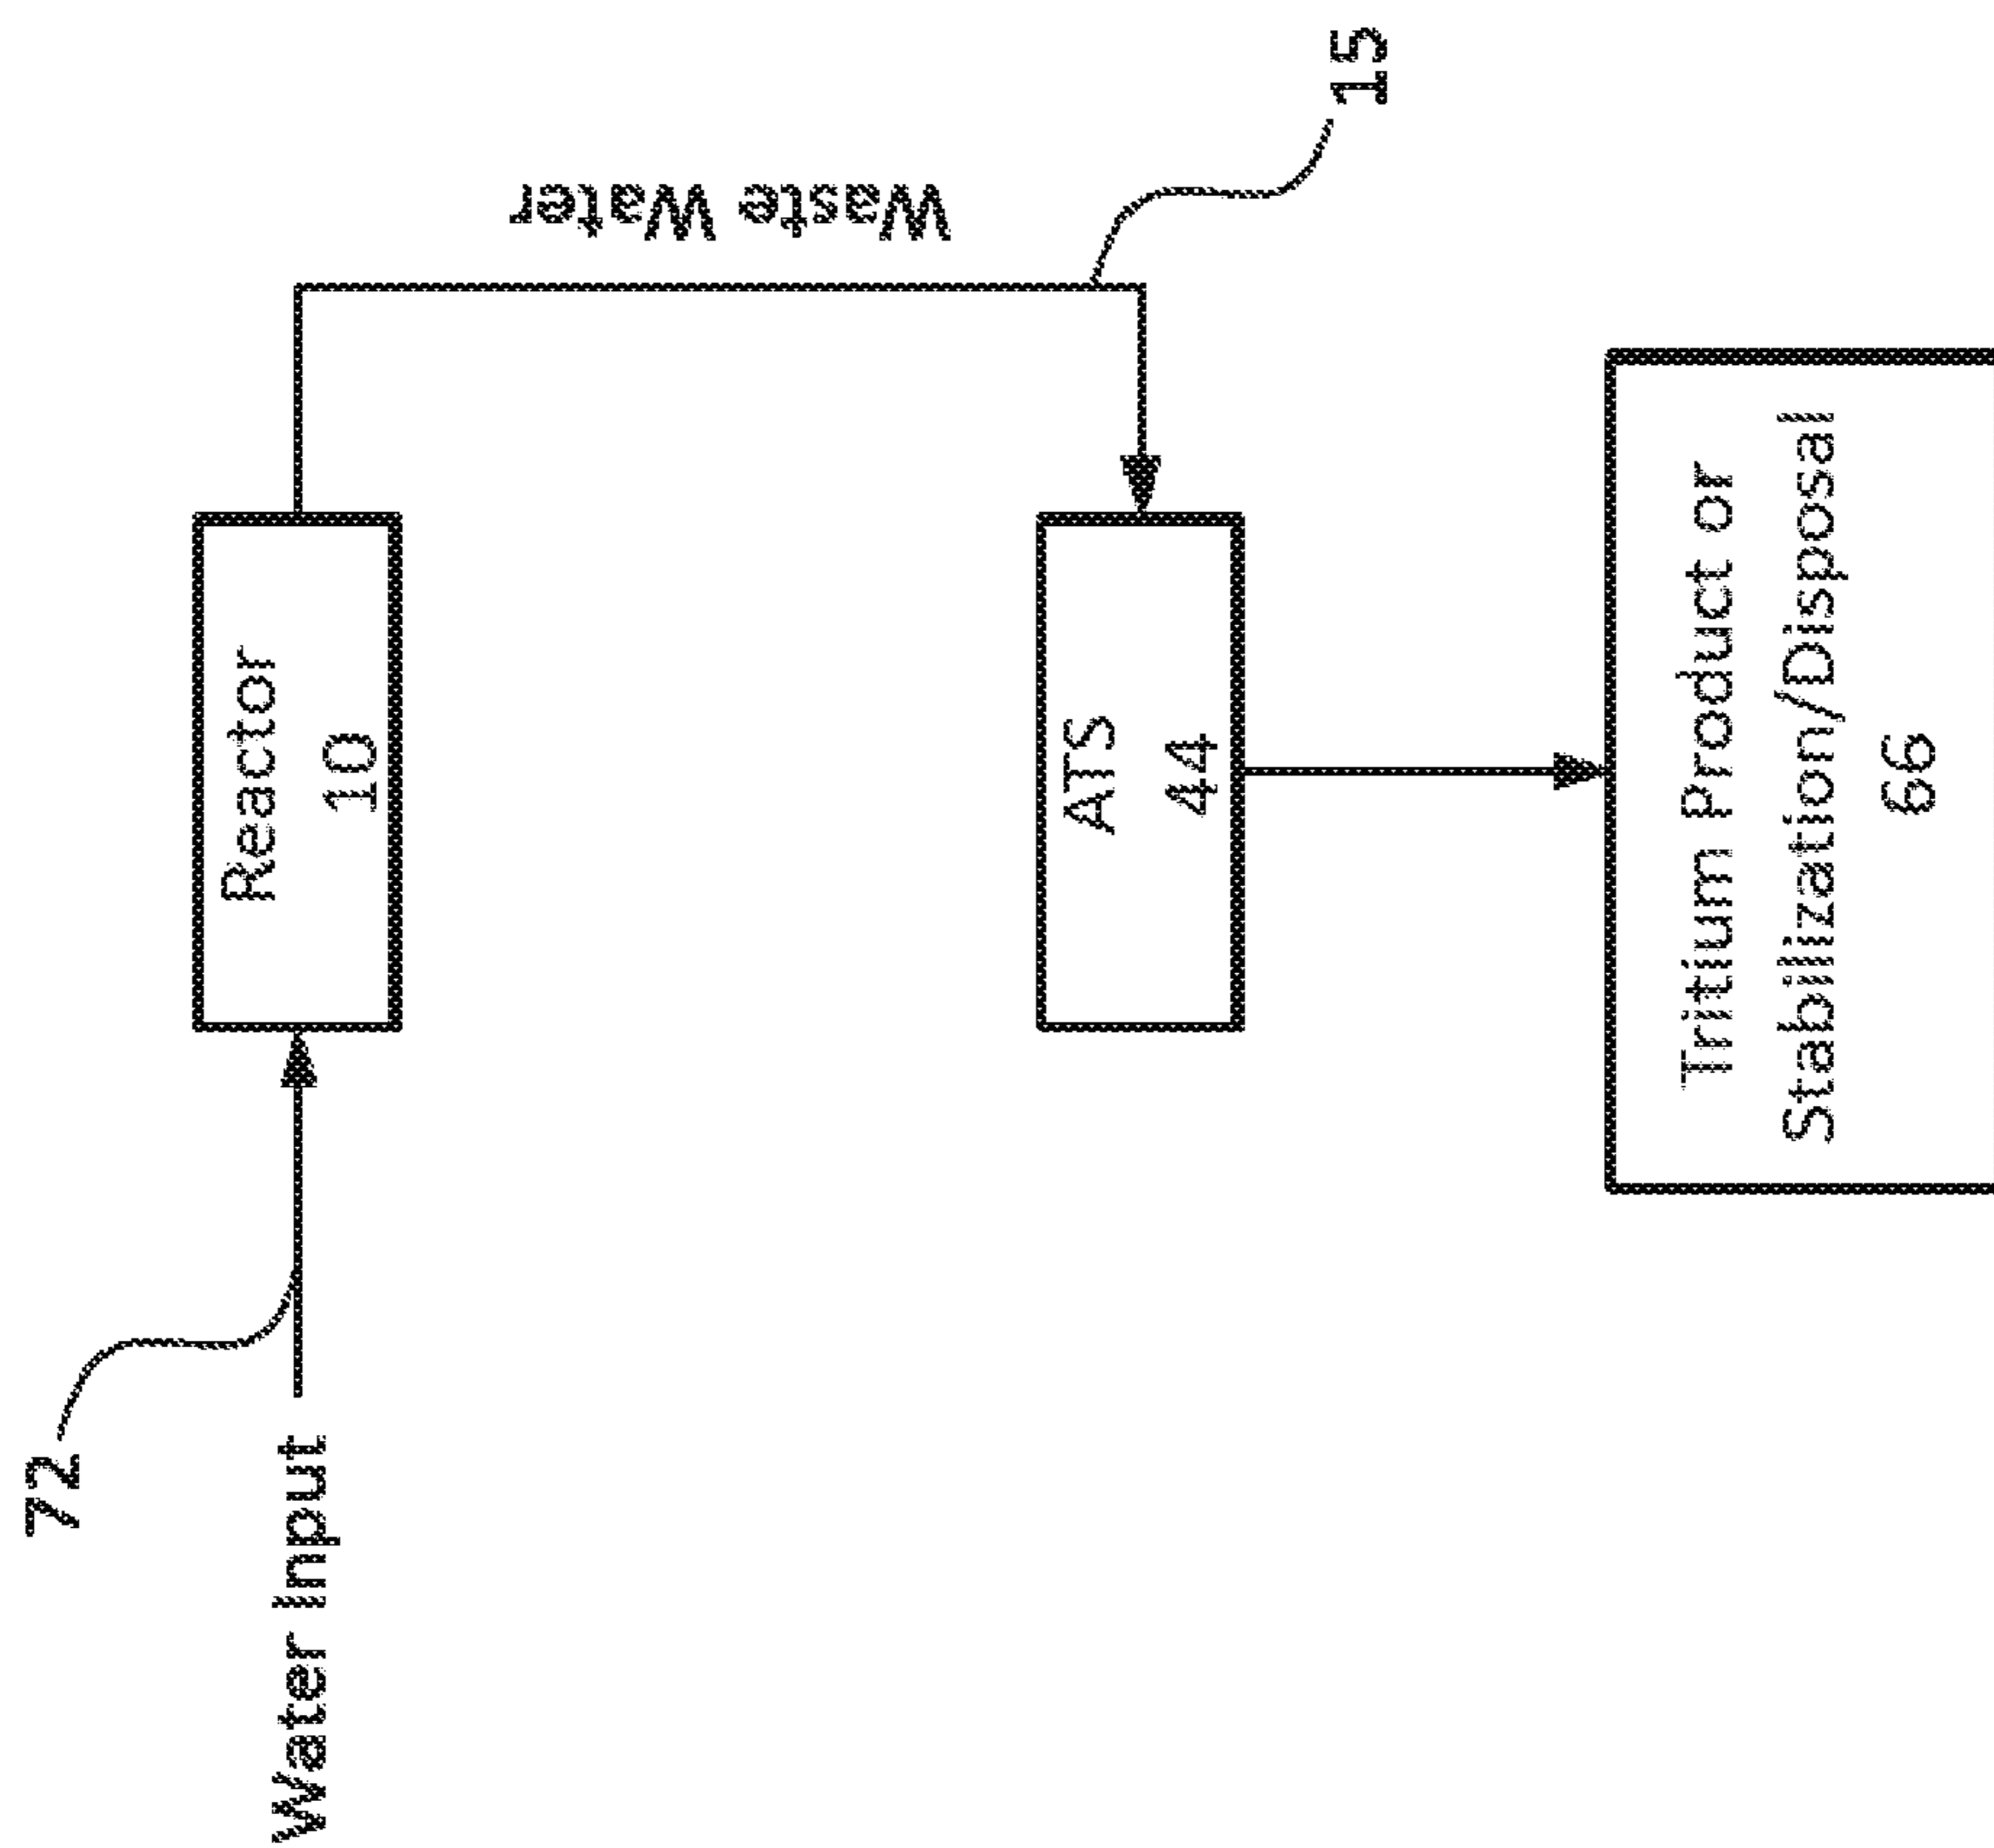 72
Water Input
Reactor
10
Waste Water
15
ATS
44
Tritium Product or
Stabilization/Disposal
66